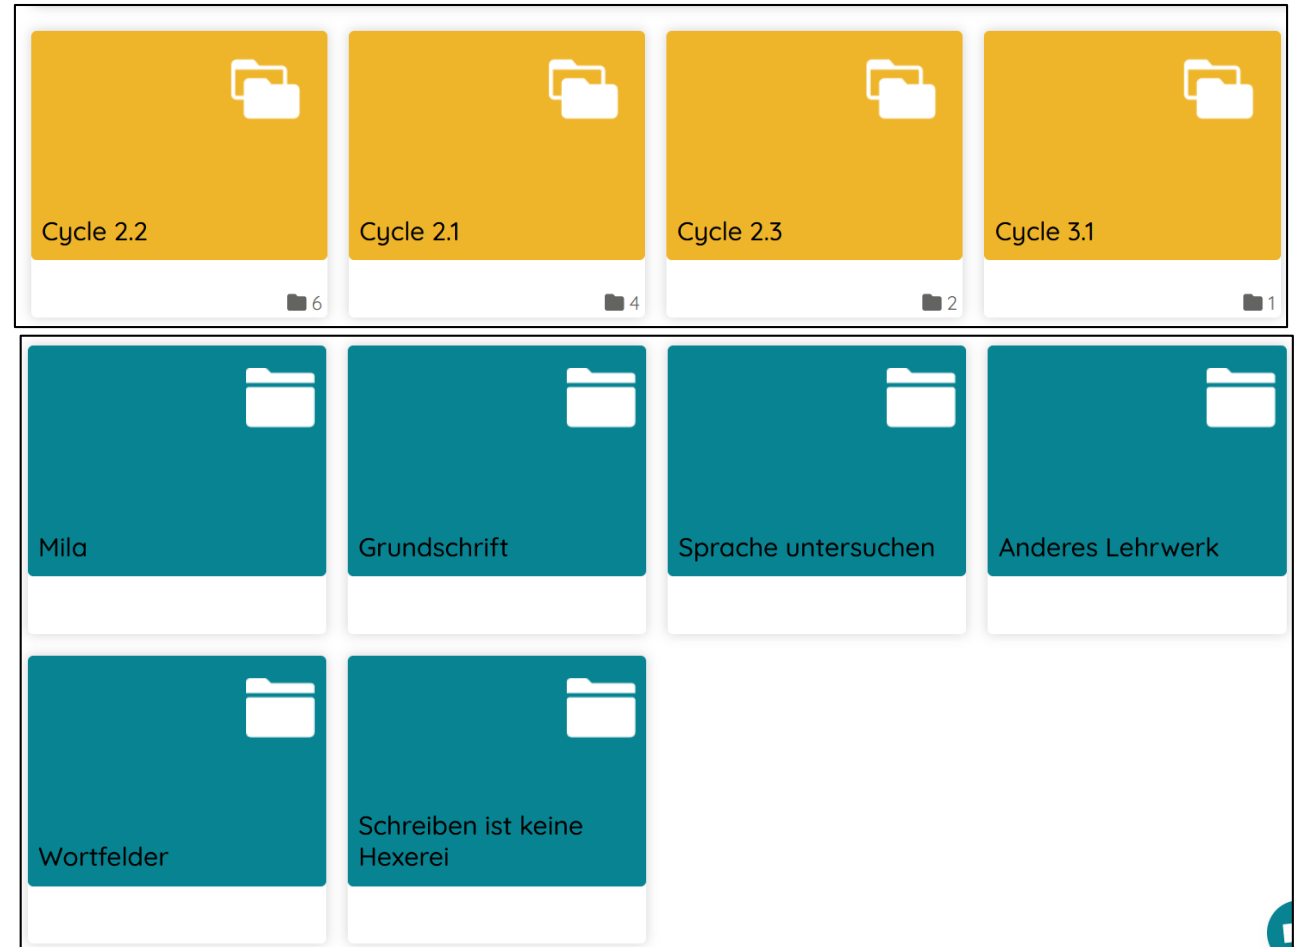 Cycle 2.2
Cycle 2.1
Cycle 2.3
Cycle 3.1
6
4
2
1
Mila
Grundschrift
Sprache untersuchen
Anderes Lehrwerk
Wortfelder
Schreiben ist keine
Hexerei